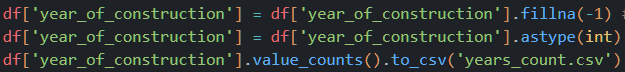 df['year_of_construction'] = df['year_of_construction'].fillna(-1) #
df['year_of_construction'] = df['year_of_construction'].astype(int)
df['year_of_construction'].value_counts().to_csv('years_count.csv')